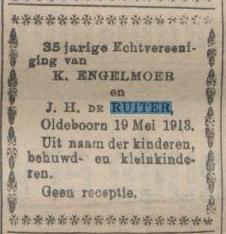 35 jarige Echtvereeni-
ging van
K. ENGELMOER
en
J. H. DE RUITER,
Oldeboorn 19 Mei 1913.
Uit naam der kinderen,
behuwd- en kleinkinde-
ren.
Geen receptie.